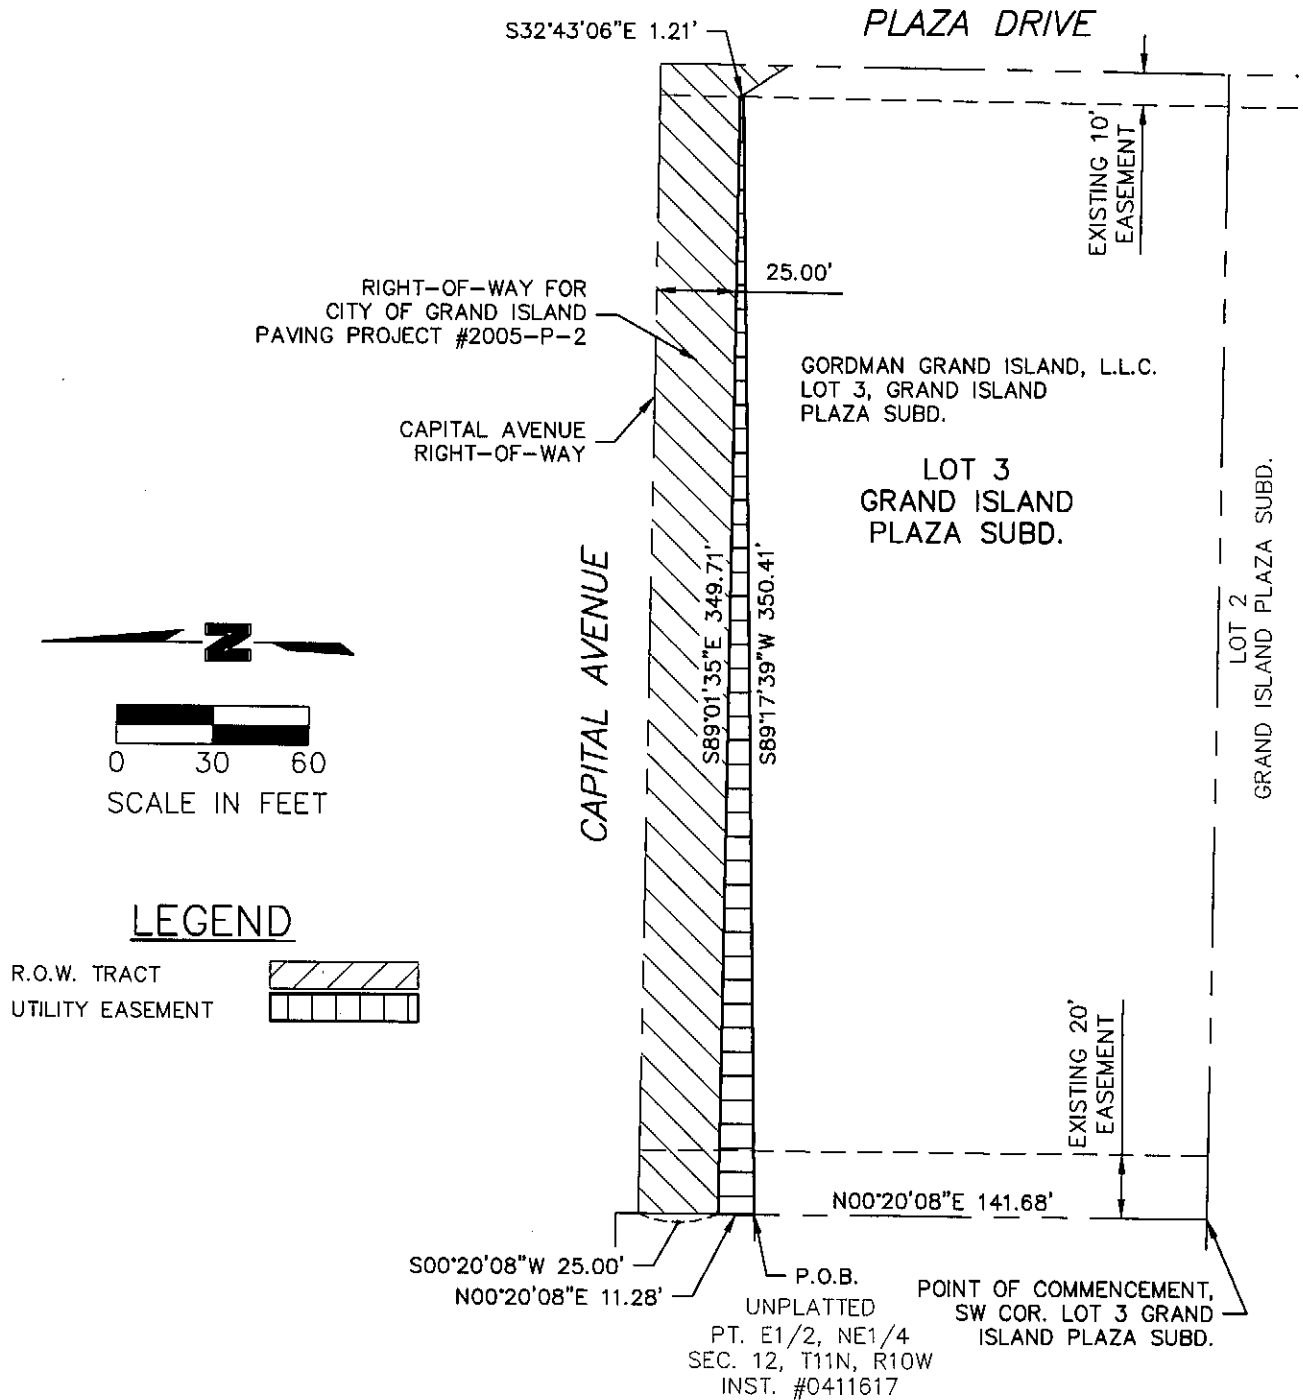 S32°43'06"E 1.21'
PLAZA DRIVE
EXISTING 10'
EASEMENT
25.00'
RIGHT-OF-WAY FOR
CITY OF GRAND ISLAND
PAVING PROJECT #2005-P-2
GORDMAN GRAND ISLAND, L.L.C.
LOT 3, GRAND ISLAND
PLAZA SUBD.
CAPITAL AVENUE
RIGHT-OF-WAY
LOT 3
GRAND ISLAND
PLAZA SUBD.
LOT 2
GRAND ISLAND PLAZA SUBD.
CAPITAL AVENUE
S89°01'35"E 349.71'
S89°17'39"W 350.41'
N
0 30 60
SCALE IN FEET
LEGEND
R.O.W. TRACT
UTILITY EASEMENT
EXISTING 20'
EASEMENT
N00°20'08"E 141.68'
S00°20'08"W 25.00'
N00°20'08"E 11.28'
P.O.B.
UNPLATTED
PT. E1/2, NE1/4
SEC. 12, T11N, R10W
INST. #0411617
POINT OF COMMENCEMENT,
SW COR. LOT 3 GRAND
ISLAND PLAZA SUBD.